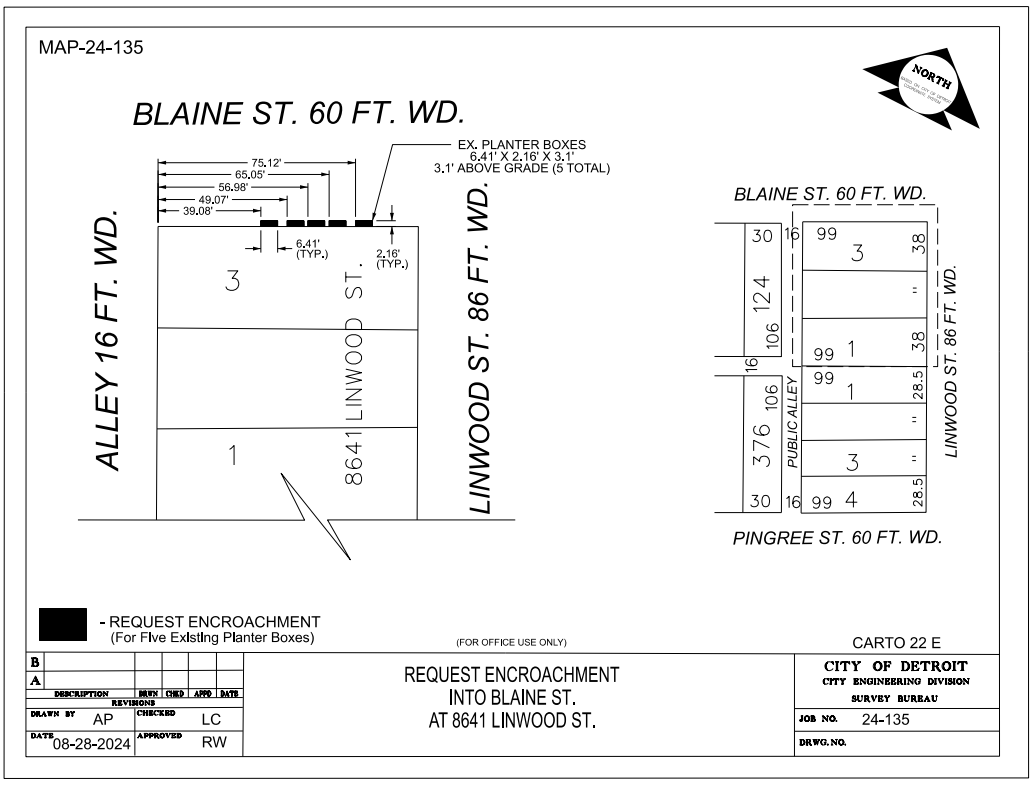 MAP-24-135
NORTH
BASED ON CITY OF DETROIT
COORDINATE SYSTEM
BLAINE ST. 60 FT. WD.
EX. PLANTER BOXES
6.41' X 2.16' X 3.1'
3.1' ABOVE GRADE (5 TOTAL)
75.12'
65.05'
56.98'
49.07'
39.08'
6.41'
(TYP.)
2.16'
(TYP.)
ALLEY 16 FT. WD.
3
1
8641 LINWOOD ST.
LINWOOD ST. 86 FT. WD.
BLAINE ST. 60 FT. WD.
30
16
99
3
38
124
"
106
99
1
38
16
LINWOOD ST. 86 FT. WD.
99
1
28.5
106
PUBLIC ALLEY
"
376
3
"
30
16
99
4
28.5
PINGREE ST. 60 FT. WD.
- REQUEST ENCROACHMENT
(For Five Existing Planter Boxes)
(FOR OFFICE USE ONLY)
CARTO 22 E
B
A
DESCRIPTION DRWN CHKD APPD DATE
REVISIONS
DRAWN BY AP CHECKED LC
DATE 08-28-2024 APPROVED RW
REQUEST ENCROACHMENT
INTO BLAINE ST.
AT 8641 LINWOOD ST.
CITY OF DETROIT
CITY ENGINEERING DIVISION
SURVEY BUREAU
JOB NO. 24-135
DRWG. NO.